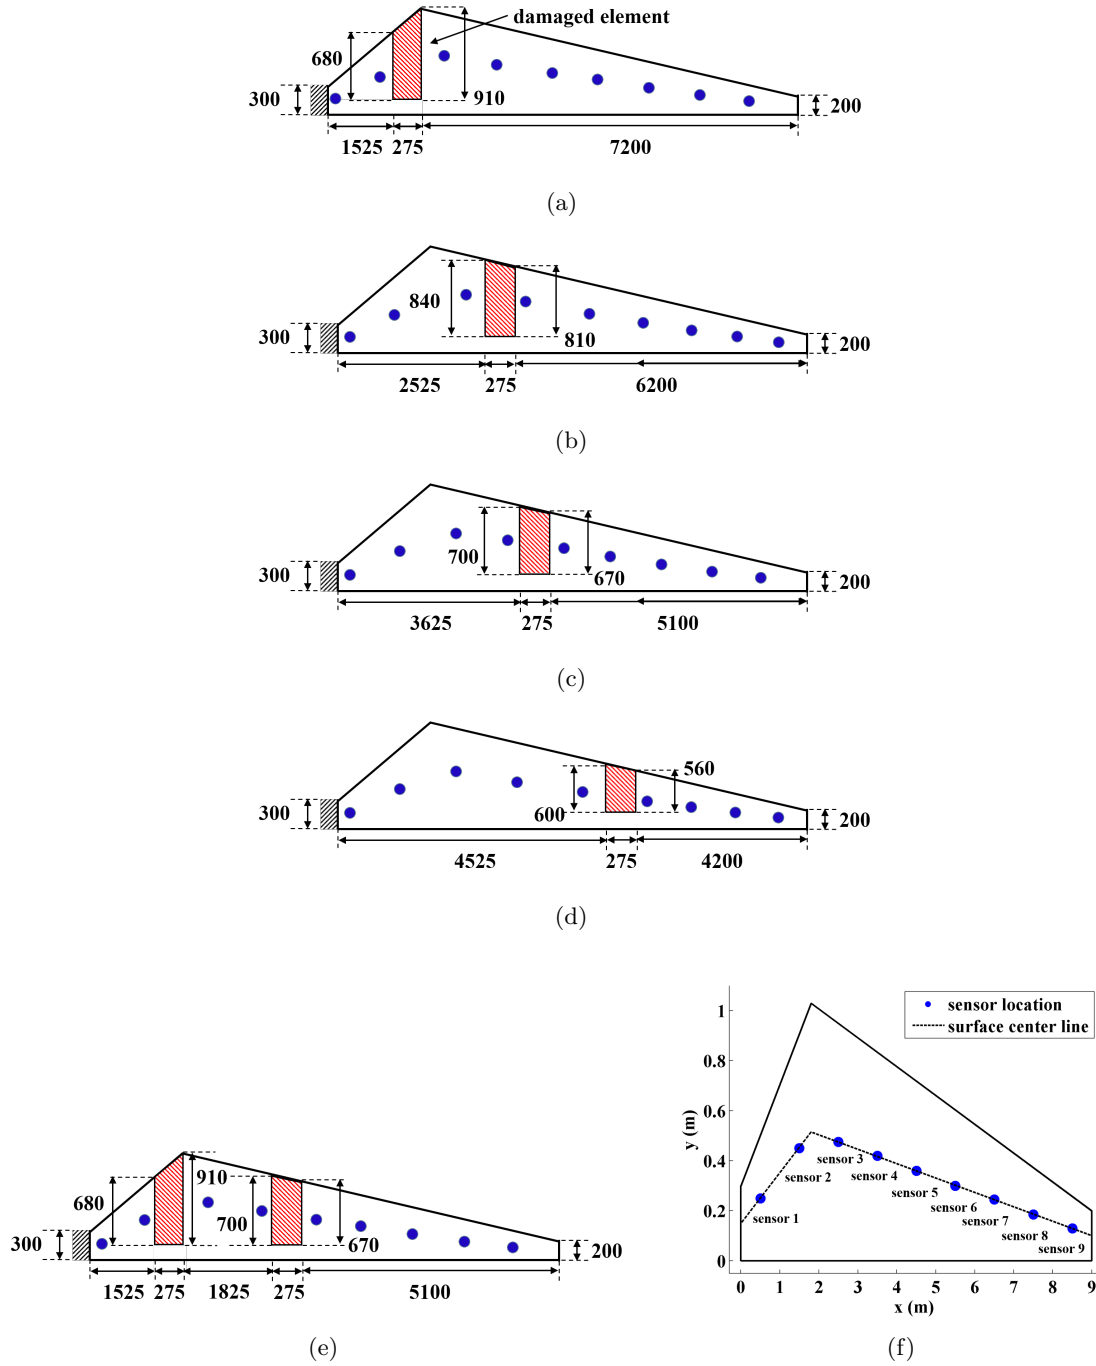 damaged element
680
300
910
200
1525 275 7200
(a)
840
300
810
200
2525 275 6200
(b)
700
300
670
200
3625 275 5100
(c)
560
300
600
200
4525 275 4200
(d)
910
680
700
300
670
200
1525 275 1825 275 5100
(e)
sensor location
surface center line
1
0.8
0.6
0.4
0.2
0
y (m)
sensor 1
sensor 2
sensor 3
sensor 4
sensor 5
sensor 6
sensor 7
sensor 8
sensor 9
0 1 2 3 4 5 6 7 8 9
x (m)
(f)